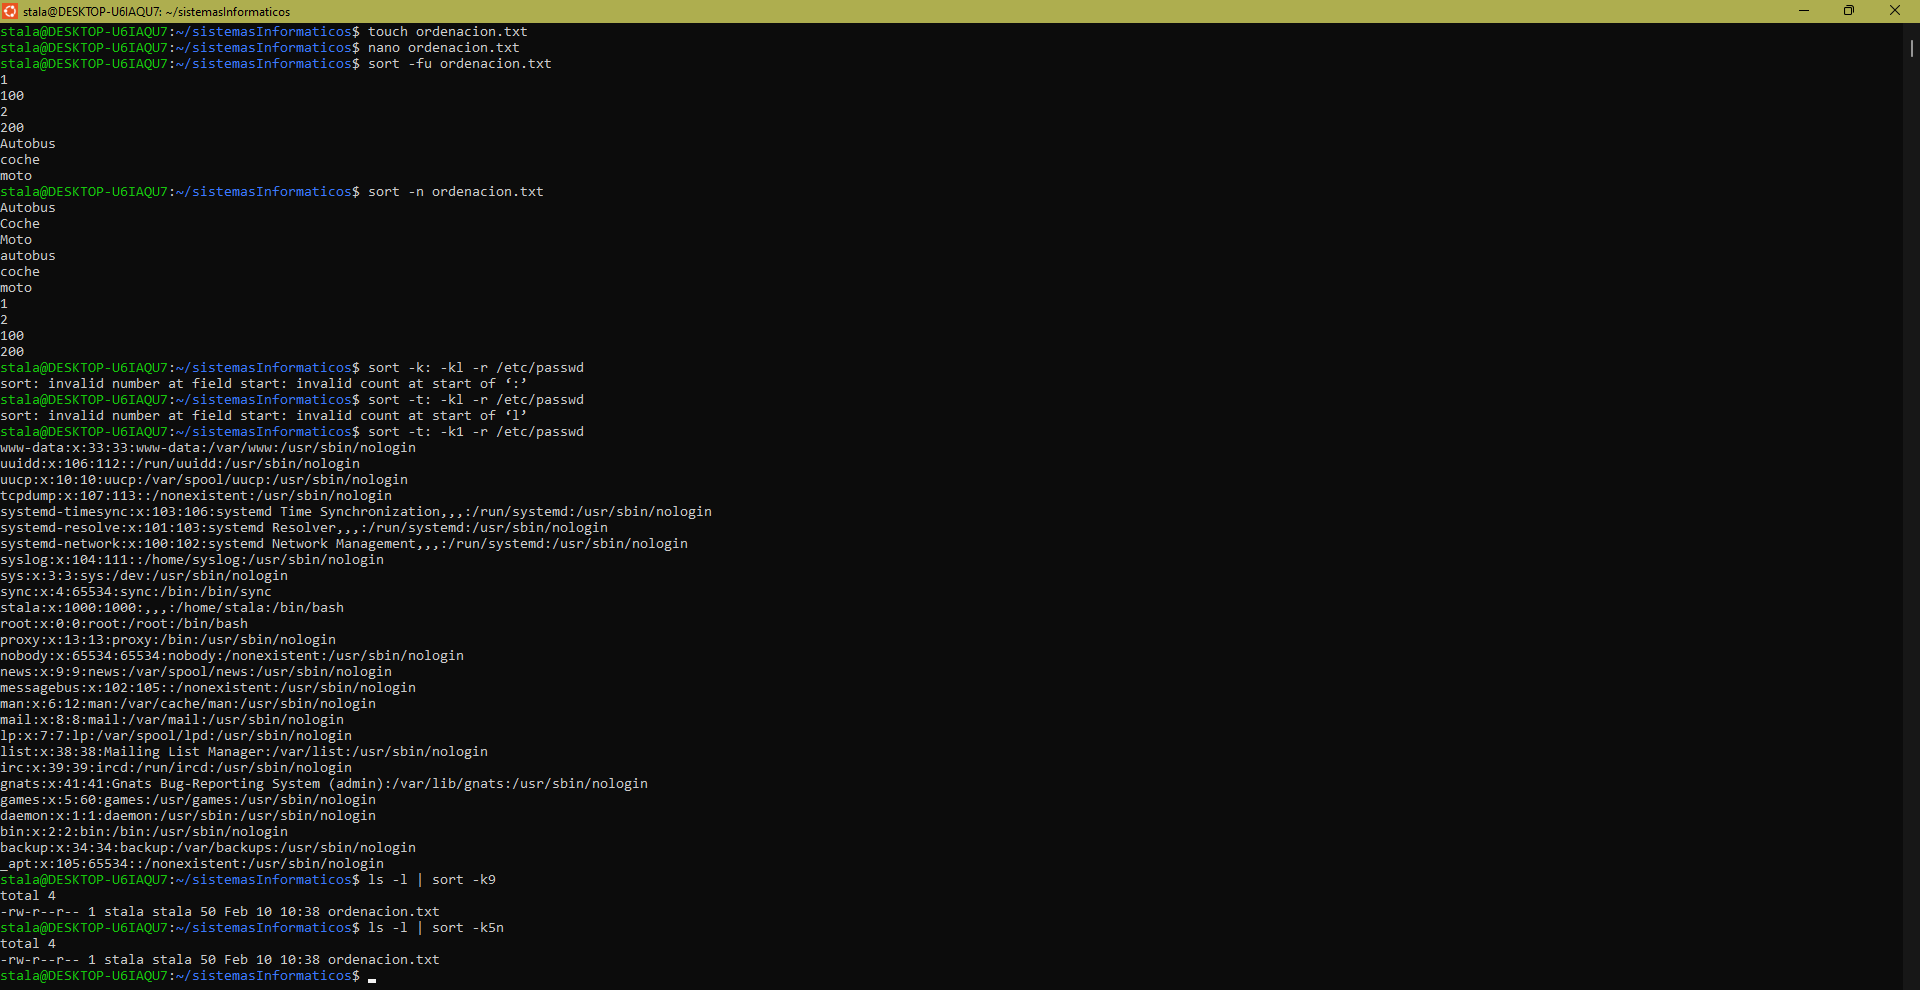 stala@DESKTOP-U6IAQU7: ~/sistemasInformaticos
stala@DESKTOP-U6IAQU7:~/sistemasInformaticos$ touch ordenacion.txt
stala@DESKTOP-U6IAQU7:~/sistemasInformaticos$ nano ordenacion.txt
stala@DESKTOP-U6IAQU7:~/sistemasInformaticos$ sort -fu ordenacion.txt
1
100
2
200
Autobus
coche
moto
stala@DESKTOP-U6IAQU7:~/sistemasInformaticos$ sort -n ordenacion.txt
Autobus
Coche
Moto
autobus
coche
moto
1
2
100
200
stala@DESKTOP-U6IAQU7:~/sistemasInformaticos$ sort -k: -kl -r /etc/passwd
sort: invalid number at field start: invalid count at start of ‘:’
stala@DESKTOP-U6IAQU7:~/sistemasInformaticos$ sort -t: -kl -r /etc/passwd
sort: invalid number at field start: invalid count at start of ‘l’
stala@DESKTOP-U6IAQU7:~/sistemasInformaticos$ sort -t: -k1 -r /etc/passwd
www-data:x:33:33:www-data:/var/www:/usr/sbin/nologin
uuidd:x:106:112::/run/uuidd:/usr/sbin/nologin
uucp:x:10:10:uucp:/var/spool/uucp:/usr/sbin/nologin
tcpdump:x:107:113::/nonexistent:/usr/sbin/nologin
systemd-timesync:x:103:106:systemd Time Synchronization,,,:/run/systemd:/usr/sbin/nologin
systemd-resolve:x:101:103:systemd Resolver,,,:/run/systemd:/usr/sbin/nologin
systemd-network:x:100:102:systemd Network Management,,,:/run/systemd:/usr/sbin/nologin
syslog:x:104:111::/home/syslog:/usr/sbin/nologin
sys:x:3:3:sys:/dev:/usr/sbin/nologin
sync:x:4:65534:sync:/bin:/bin/sync
stala:x:1000:1000:,,,:/home/stala:/bin/bash
root:x:0:0:root:/root:/bin/bash
proxy:x:13:13:proxy:/bin:/usr/sbin/nologin
nobody:x:65534:65534:nobody:/nonexistent:/usr/sbin/nologin
news:x:9:9:news:/var/spool/news:/usr/sbin/nologin
messagebus:x:102:105::/nonexistent:/usr/sbin/nologin
man:x:6:12:man:/var/cache/man:/usr/sbin/nologin
mail:x:8:8:mail:/var/mail:/usr/sbin/nologin
lp:x:7:7:lp:/var/spool/lpd:/usr/sbin/nologin
list:x:38:38:Mailing List Manager:/var/list:/usr/sbin/nologin
irc:x:39:39:ircd:/run/ircd:/usr/sbin/nologin
gnats:x:41:41:Gnats Bug-Reporting System (admin):/var/lib/gnats:/usr/sbin/nologin
games:x:5:60:games:/usr/games:/usr/sbin/nologin
daemon:x:1:1:daemon:/usr/sbin:/usr/sbin/nologin
bin:x:2:2:bin:/bin:/usr/sbin/nologin
backup:x:34:34:backup:/var/backups:/usr/sbin/nologin
_apt:x:105:65534::/nonexistent:/usr/sbin/nologin
stala@DESKTOP-U6IAQU7:~/sistemasInformaticos$ ls -l | sort -k9
total 4
-rw-r--r-- 1 stala stala 50 Feb 10 10:38 ordenacion.txt
stala@DESKTOP-U6IAQU7:~/sistemasInformaticos$ ls -l | sort -k5n
total 4
-rw-r--r-- 1 stala stala 50 Feb 10 10:38 ordenacion.txt
stala@DESKTOP-U6IAQU7:~/sistemasInformaticos$